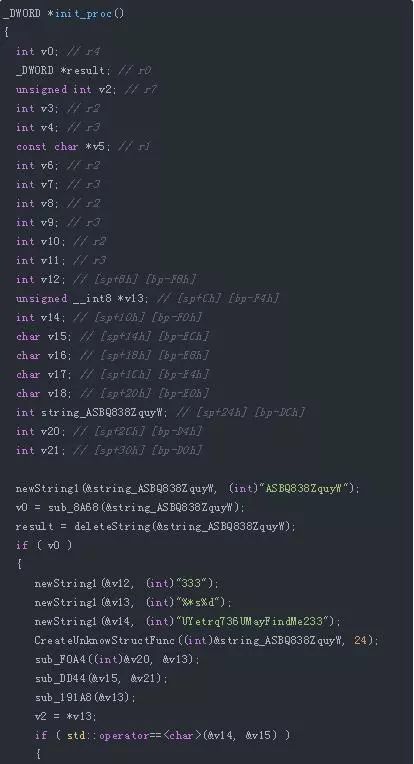 _DWORD *init_proc()
{
int v0; // r4
_DWORD *result; // r0
unsigned int v2; // r7
int v3; // r2
int v4; // r3
const char *v5; // r1
int v6; // r2
int v7; // r3
int v8; // r2
int v9; // r3
int v10; // r2
int v11; // r3
int v12; // [sp+8h] [bp-F8h]
unsigned __int8 *v13; // [sp+Ch] [bp-F4h]
int v14; // [sp+10h] [bp-F0h]
char v15; // [sp+14h] [bp-ECh]
char v16; // [sp+18h] [bp-E8h]
char v17; // [sp+1Ch] [bp-E4h]
char v18; // [sp+20h] [bp-E0h]
int string_ASBQ838ZquyW; // [sp+24h] [bp-DCh]
int v20; // [sp+2Ch] [bp-D4h]
int v21; // [sp+30h] [bp-D0h]
newString1(&string_ASBQ838ZquyW, (int)"ASBQ838ZquyW");
v0 = sub_8A68(&string_ASBQ838ZquyW);
result = deleteString(&string_ASBQ838ZquyW);
if ( v0 )
{
newString1(&v12, (int)"333");
newString1(&v13, (int)"%*s%d");
newString1(&v14, (int)"UYetrq736UMayFindMe233");
CreateUnknowStructFunc((int)&string_ASBQ838ZquyW, 24);
sub_F0A4((int)&v20, &v13);
sub_DD44(&v15, &v21);
sub_191A8(&v13);
v2 = *v13;
if ( std::operator==<char>(&v14, &v15) )
{